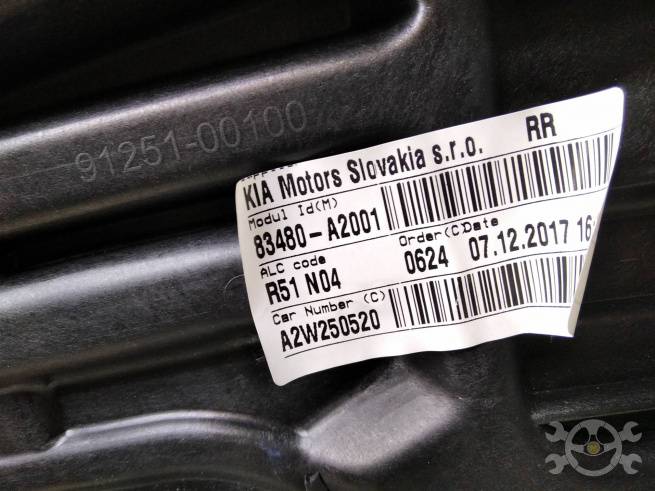 91251-00100
RR
KIA Motors Slovakia s.r.o.
Modul Id(M)
83480-A2001
ALC code
Order(C)Date
R51 N04
0624 07.12.2017 16
Car Number (C)
A2W250520